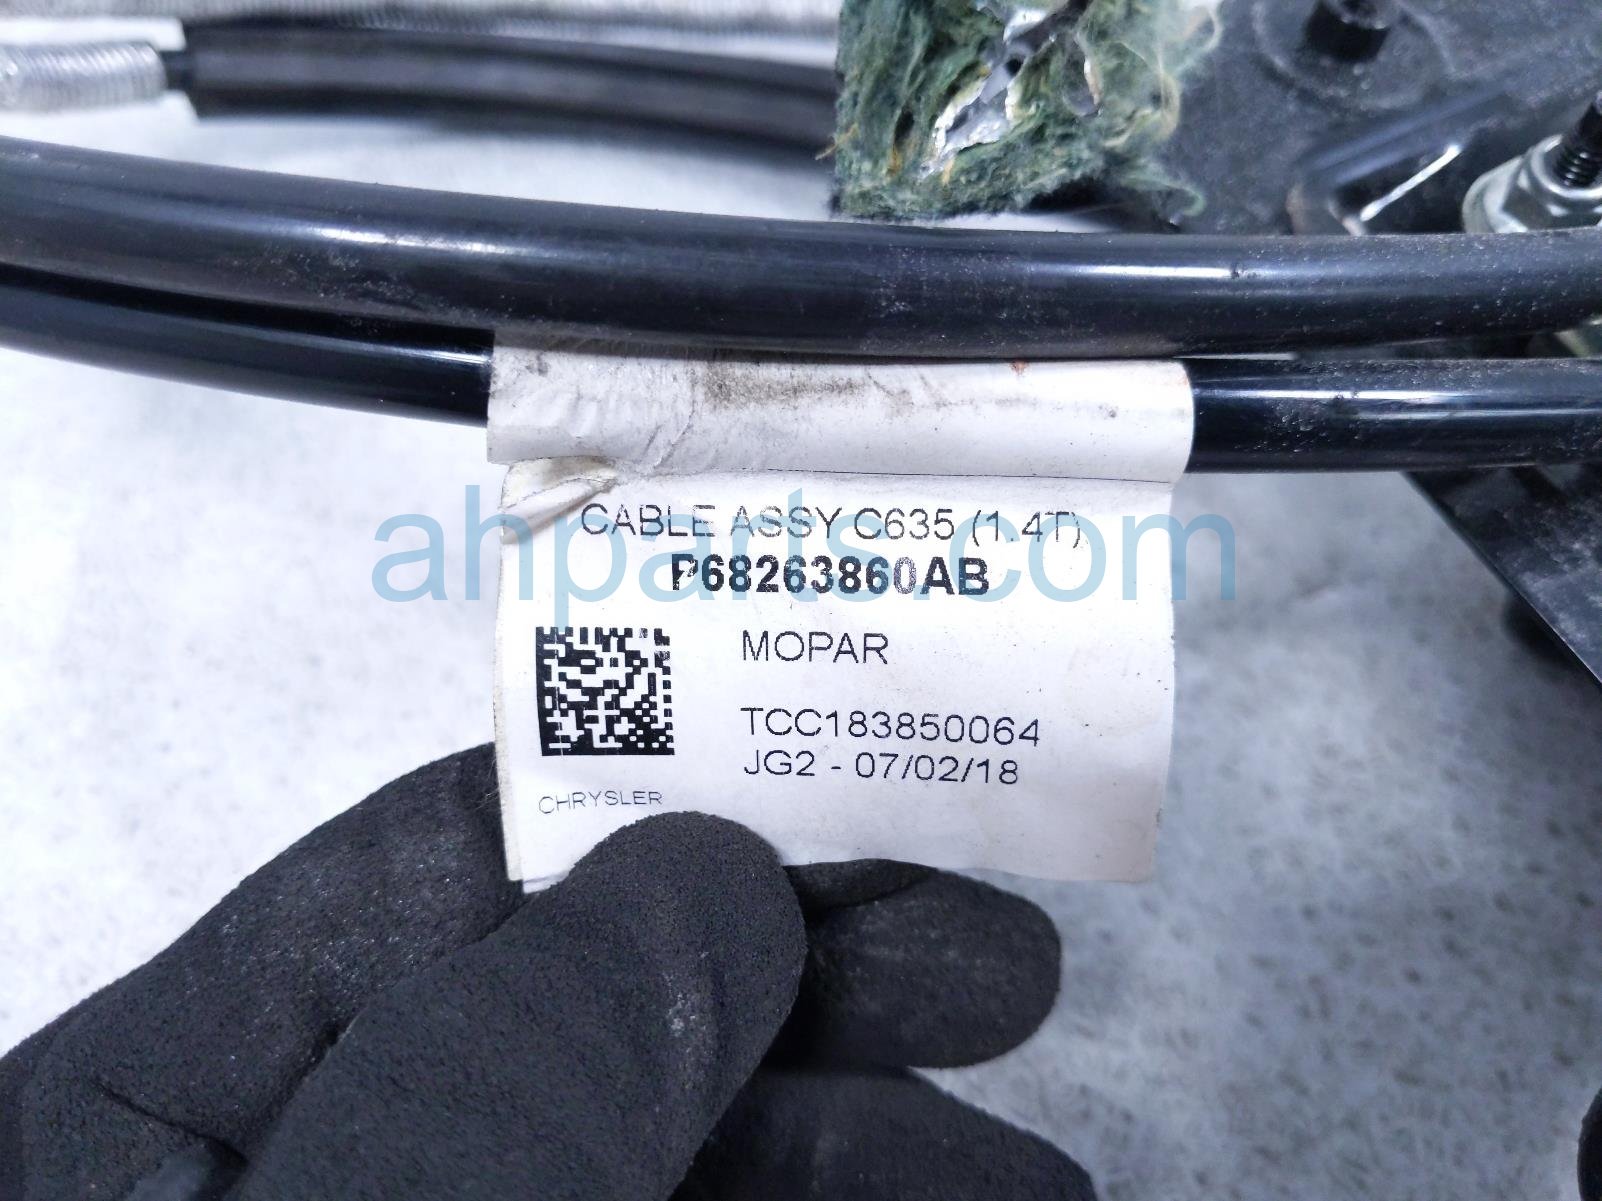 CABLE ASSY C635 (1.4T)
ahparts.com
P68263860AB
MOPAR
TCC183850064
JG2 - 07/02/18
CHRYSLER